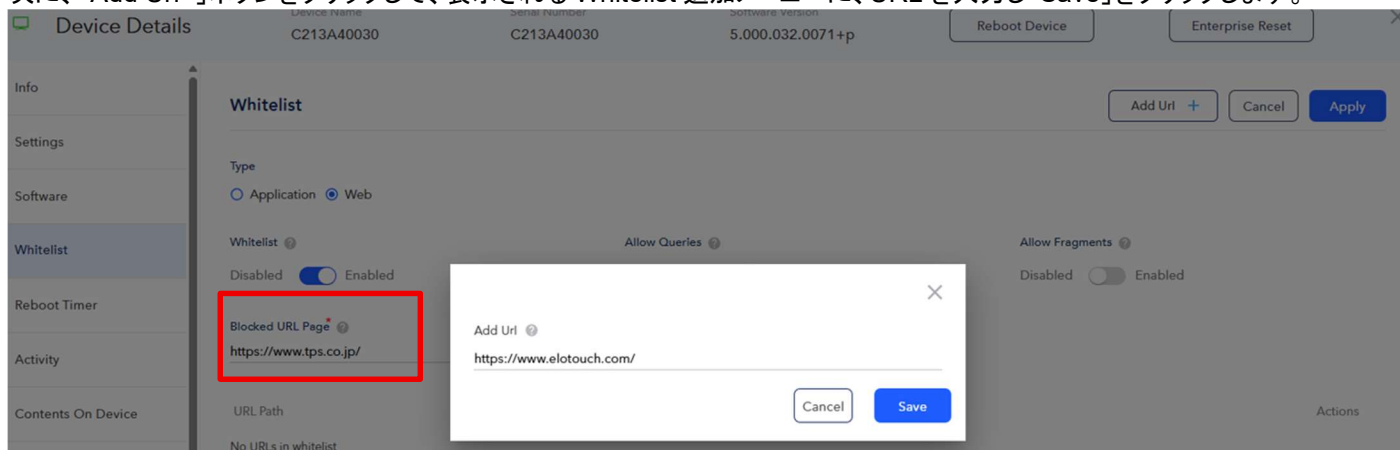 Device Details
Device Name
C213A40030
Serial Number
C213A40030
Software Version
5.000.032.0071+p
Reboot Device
Enterprise Reset
Info
Settings
Software
Whitelist
Reboot Timer
Activity
Contents On Device
Whitelist
Add Url +
Cancel
Apply
Type
Application
Web
Whitelist
Disabled
Enabled
Allow Queries
Allow Fragments
Disabled
Enabled
Blocked URL Page*
https://www.tps.co.jp/
Add Url
https://www.elotouch.com/
Cancel
Save
URL Path
Actions
No URLs in whitelist